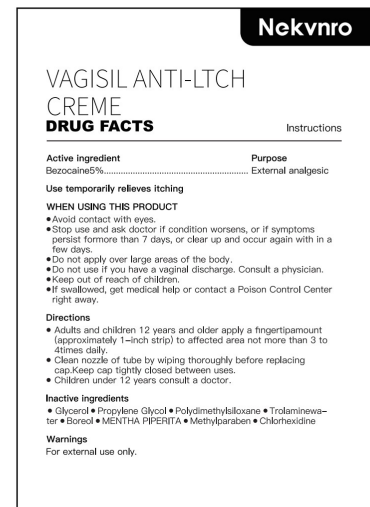 Nekvnro
VAGISIL ANTI-LTCH
CREME
DRUG FACTS Instructions
Active ingredient Purpose
Bezocaine5%................................................... External analgesic
Use temporarily relieves itching
WHEN USING THIS PRODUCT
●Avoid contact with eyes.
●Stop use and ask doctor if condition worsens, or if symptoms
persist formore than 7 days, or clear up and occur again with in a
few days.
●Do not apply over large areas of the body.
●Do not use if you have a vaginal discharge. Consult a physician.
●Keep out of reach of children.
●If swallowed, get medical help or contact a Poison Control Center
right away.
Directions
● Adults and children 12 years and older apply a fingertipamount
(approximately 1-inch strip) to affected area not more than 3 to
4times daily.
● Clean nozzle of tube by wiping thoroughly before replacing
cap.Keep cap tightly closed between uses.
● Children under 12 years consult a doctor.
Inactive ingredients
● Glycerol ● Propylene Glycol ● Polydimethylsiloxane ● Trolaminewa-
ter ● Boreol ● MENTHA PIPERITA ● Methylparaben ● Chlorhexidine
Warnings
For external use only.